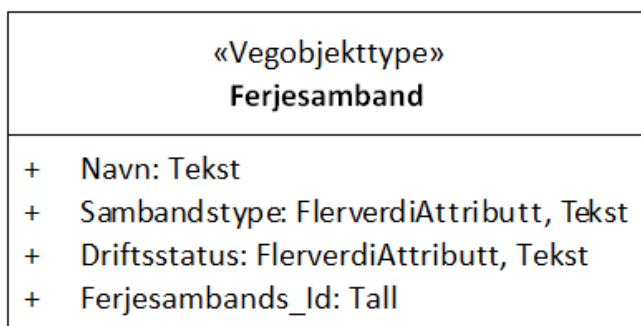 «Vegobjekttype»
Ferjesamband
+ Navn: Tekst
+ Sambandstype: FlerverdiAttributt, Tekst
+ Driftsstatus: FlerverdiAttributt, Tekst
+ Ferjesambands_Id: Tall